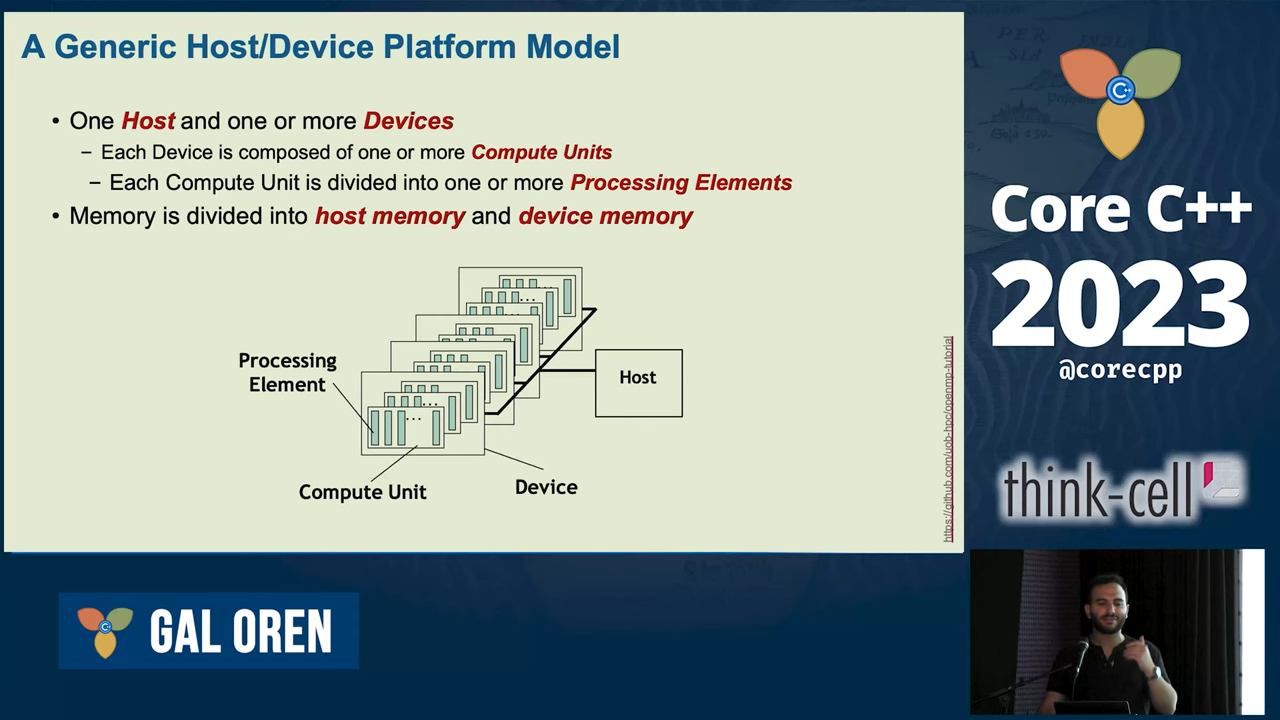 A Generic Host/Device Platform Model
• One Host and one or more Devices
– Each Device is composed of one or more Compute Units
– Each Compute Unit is divided into one or more Processing Elements
• Memory is divided into host memory and device memory
Processing
Element
...
...
...
Host
Compute Unit
Device
https://github.com/uob-hpc/openmp-tutorial
C++
Core C++
2023
@corecpp
think-cell
GAL OREN